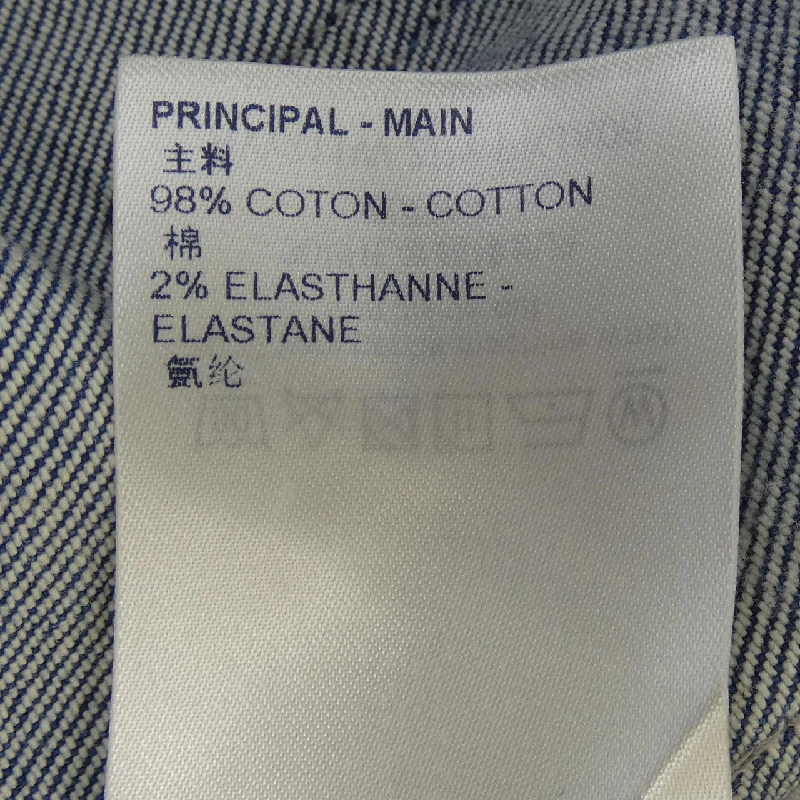 PRINCIPAL - MAIN
主料
98% COTON - COTTON
棉
2% ELASTHANNE -
ELASTANE
氨纶